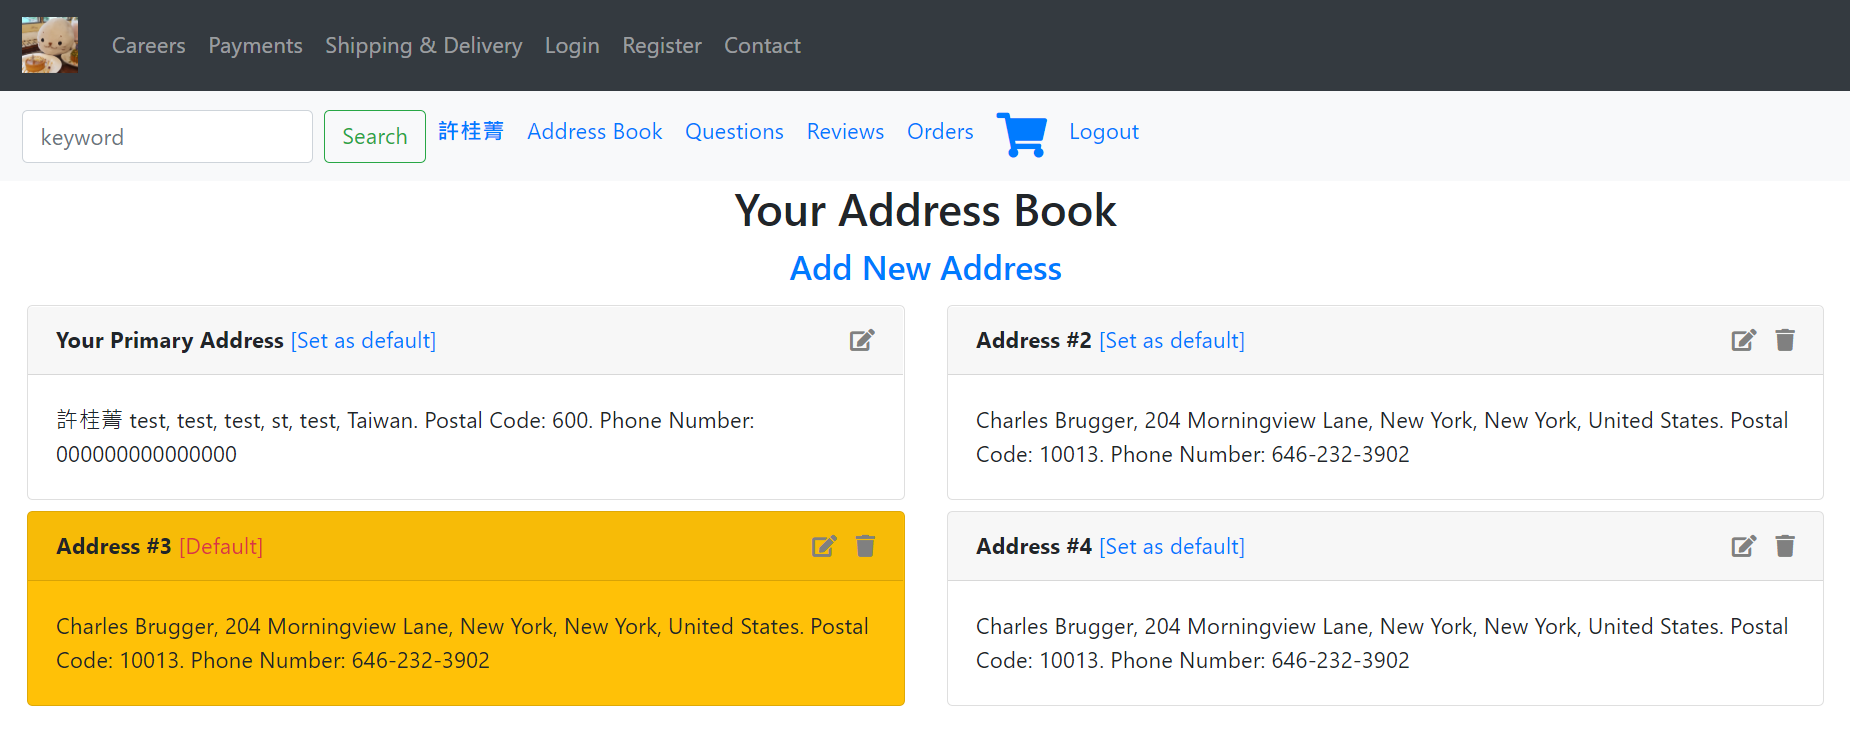 Careers Payments Shipping & Delivery Login Register Contact
keyword Search 許桂菁 Address Book Questions Reviews Orders Logout
Your Address Book
Add New Address
Your Primary Address [Set as default]
許桂菁 test, test, test, st, test, Taiwan. Postal Code: 600. Phone Number:
000000000000000
Address #2 [Set as default]
Charles Brugger, 204 Morningview Lane, New York, New York, United States. Postal
Code: 10013. Phone Number: 646-232-3902
Address #3 [Default]
Charles Brugger, 204 Morningview Lane, New York, New York, United States. Postal
Code: 10013. Phone Number: 646-232-3902
Address #4 [Set as default]
Charles Brugger, 204 Morningview Lane, New York, New York, United States. Postal
Code: 10013. Phone Number: 646-232-3902